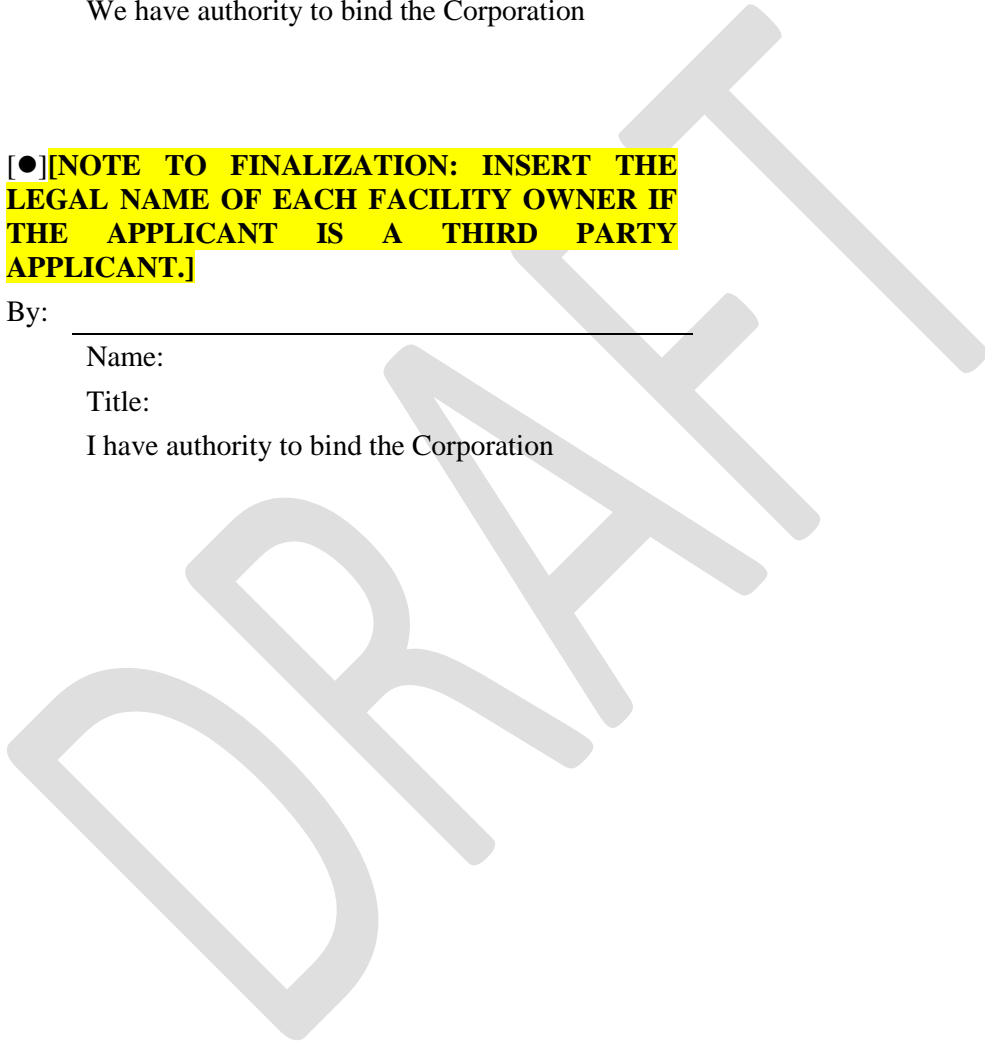 We have authority to bind the Corporation
[●][NOTE TO FINALIZATION: INSERT THE
LEGAL NAME OF EACH FACILITY OWNER IF
THE APPLICANT IS A THIRD PARTY
APPLICANT.]
By:
Name:
Title:
I have authority to bind the Corporation
DRAFT